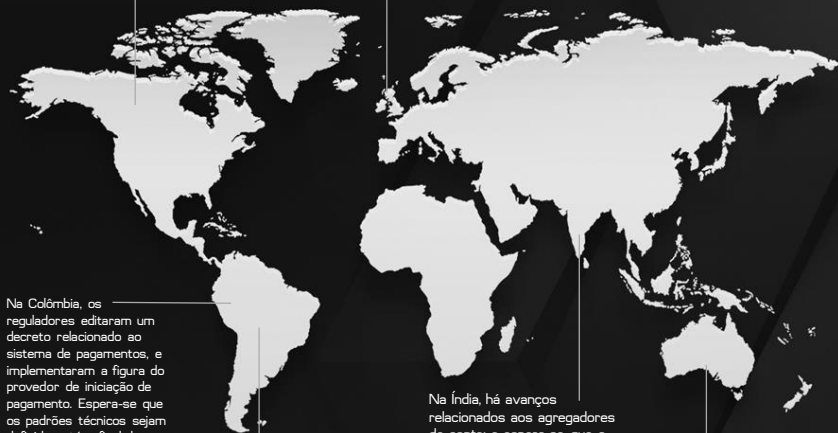 Na Colômbia, os
reguladores editaram um
decreto relacionado ao
sistema de pagamentos, e
implementaram a figura do
provedor de iniciação de
pagamento. Espera-se que
os padrões técnicos sejam
Na Índia, há avanços
relacionados aos agregadores